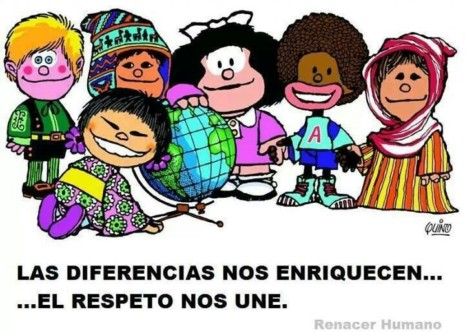 A
QUINO
LAS DIFERENCIAS NOS ENRIQUECEN...
...EL RESPETO NOS UNE.
Renacer Humano